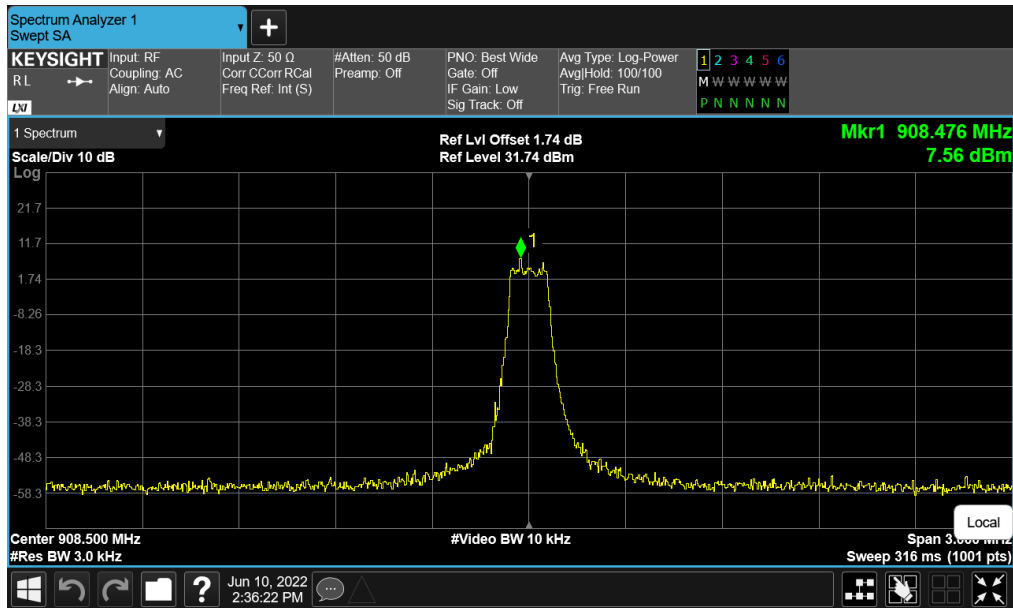 Spectrum Analyzer 1
Swept SA
+
KEYSIGHT
R L
LXI
Input: RF
Coupling: AC
Align: Auto
Input Z: 50 Ω
Corr CCorr RCal
Freq Ref: Int (S)
#Atten: 50 dB
Preamp: Off
PNO: Best Wide
Gate: Off
IF Gain: Low
Sig Track: Off
Avg Type: Log-Power
Avg|Hold: 100/100
Trig: Free Run
1 2 3 4 5 6
M W W W W W
P N N N N N
1 Spectrum
Scale/Div 10 dB
Log
Ref Lvl Offset 1.74 dB
Ref Level 31.74 dBm
Mkr1 908.476 MHz
7.56 dBm
21.7
11.7
1.74
-8.26
-18.3
-28.3
-38.3
-48.3
-58.3
1
Center 908.500 MHz
#Res BW 3.0 kHz
#Video BW 10 kHz
Local
Span
Sweep 316 ms (1001 pts)
?
Jun 10, 2022
2:36:22 PM